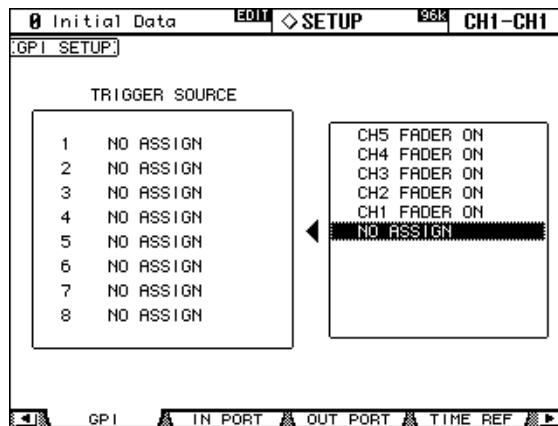 0 Initial Data EDIT ◇SETUP 96k CH1-CH1
GPI SETUP
TRIGGER SOURCE
1 NO ASSIGN
2 NO ASSIGN
3 NO ASSIGN
4 NO ASSIGN
5 NO ASSIGN
6 NO ASSIGN
7 NO ASSIGN
8 NO ASSIGN
CH5 FADER ON
CH4 FADER ON
CH3 FADER ON
CH2 FADER ON
CH1 FADER ON
NO ASSIGN
GPI IN PORT OUT PORT TIME REF